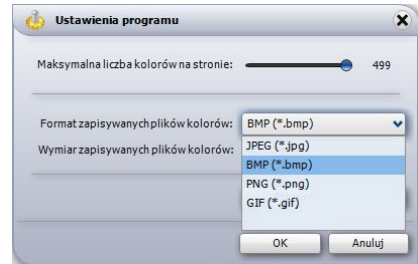 Ustawienia programu
Maksymalna liczba kolorów na stronie: 499
Format zapisywanych plików kolorów: BMP (*.bmp)
Wymiar zapisywanych plików kolorów:
JPEG (*.jpg)
BMP (*.bmp)
PNG (*.png)
GIF (*.gif)
OK Anuluj